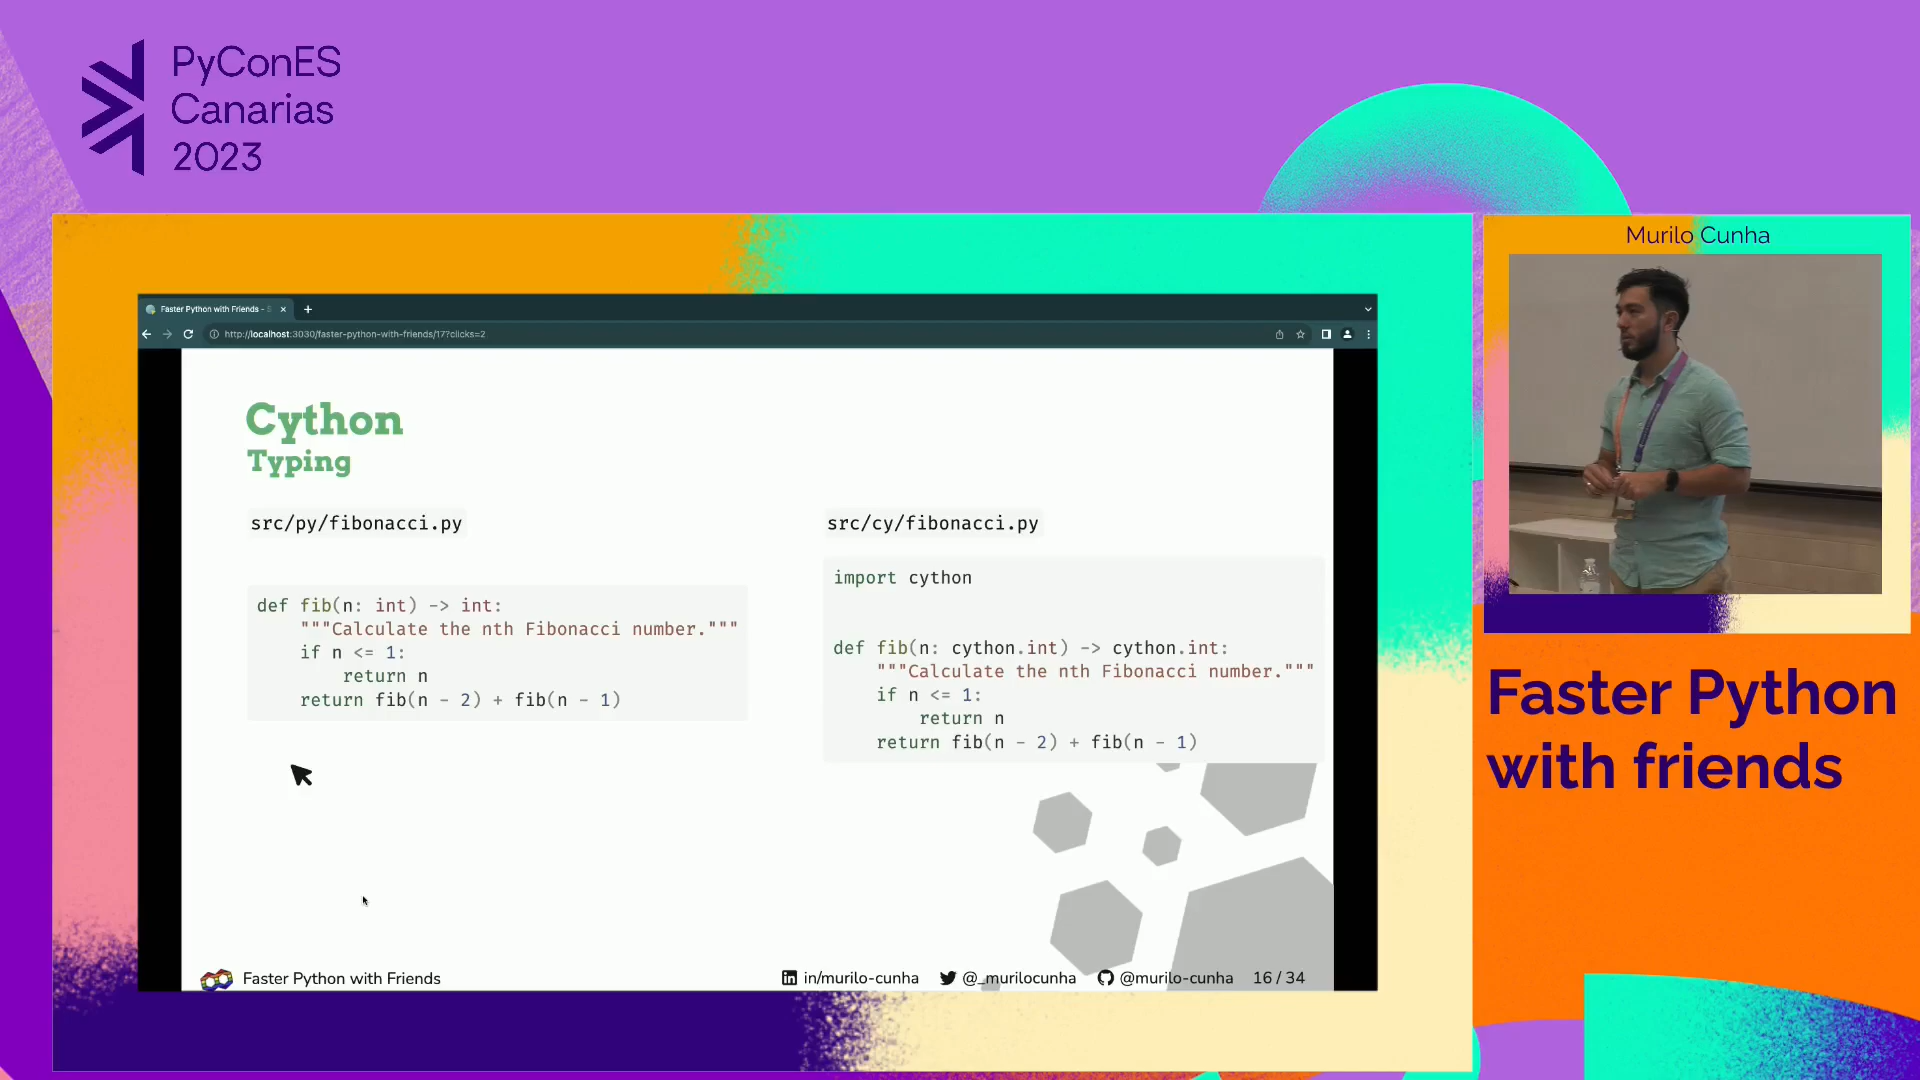 PyConES
Canarias
2023
Murilo Cunha
Faster Python with Friends - S
http://localhost:3030/faster-python-with-friends/17?clicks=2
Cython
Typing
src/py/fibonacci.py
def fib(n: int) -> int:
    """Calculate the nth Fibonacci number."""
    if n <= 1:
        return n
    return fib(n - 2) + fib(n - 1)
src/cy/fibonacci.py
import cython
def fib(n: cython.int) -> cython.int:
    """Calculate the nth Fibonacci number."""
    if n <= 1:
        return n
    return fib(n - 2) + fib(n - 1)
Faster Python with Friends
in/murilo-cunha @_murilocunha @murilo-cunha 16 / 34
Faster Python
with friends